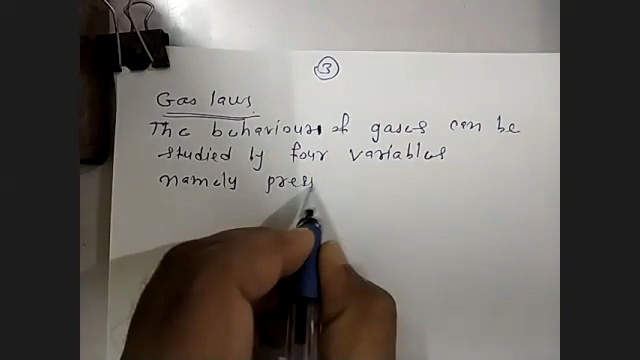 3
Gas laws
The behaviour of gases can be
studied by four variables
namely pres